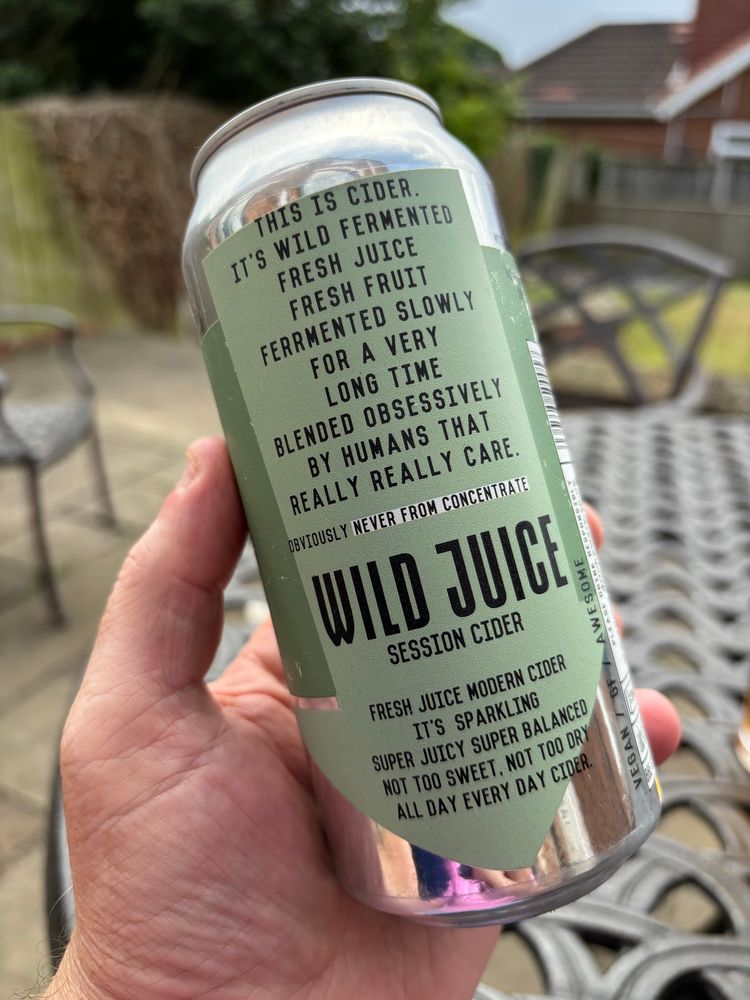 THIS IS CIDER.
IT'S WILD FERMENTED
FRESH JUICE
FRESH FRUIT
FERRMENTED SLOWLY
FOR A VERY
LONG TIME
BLENDED OBSESSIVELY
BY HUMANS THAT
REALLY REALLY CARE.
OBVIOUSLY NEVER FROM CONCENTRATE
WILD JUICE
SESSION CIDER
FRESH JUICE MODERN CIDER
IT'S SPARKLING
SUPER JUICY SUPER BALANCED
NOT TOO SWEET, NOT TOO DRY
ALL DAY EVERY DAY CIDER.
VEGAN / GF / AWESOME